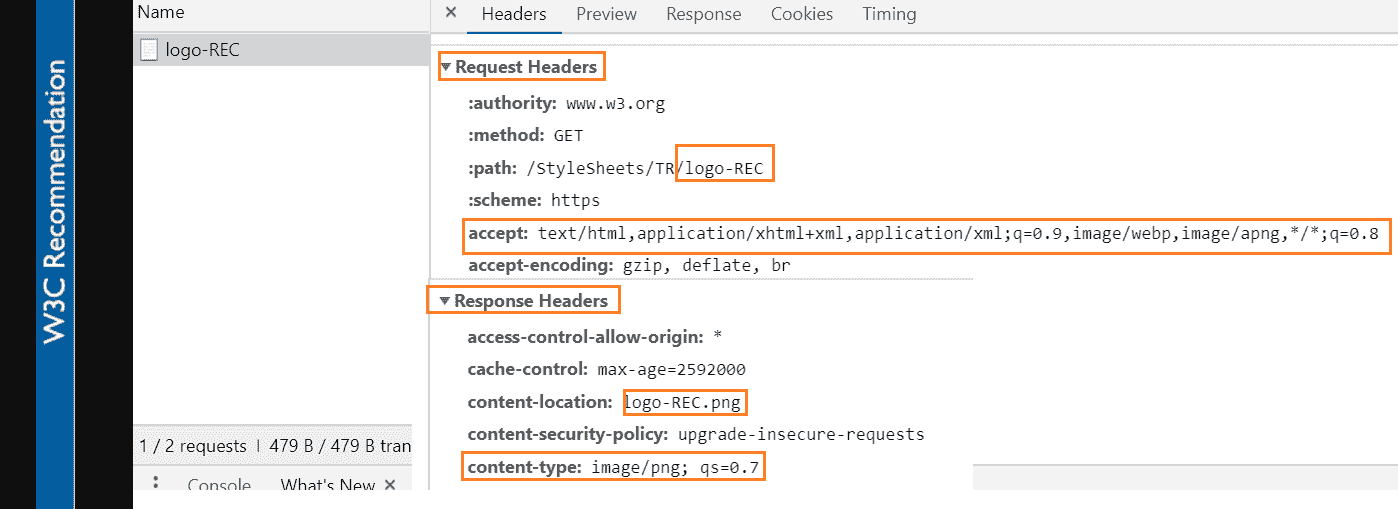 W3C Recommendation
Name
logo-REC
1 / 2 requests | 479 B / 479 B tran
Console What's New ×
× Headers Preview Response Cookies Timing
Request Headers
:authority: www.w3.org
:method: GET
:path: /StyleSheets/TR/logo-REC
:scheme: https
accept: text/html,application/xhtml+xml,application/xml;q=0.9,image/webp,image/apng,*/*;q=0.8
accept-encoding: gzip, deflate, br
Response Headers
access-control-allow-origin: *
cache-control: max-age=2592000
content-location: logo-REC.png
content-security-policy: upgrade-insecure-requests
content-type: image/png; qs=0.7